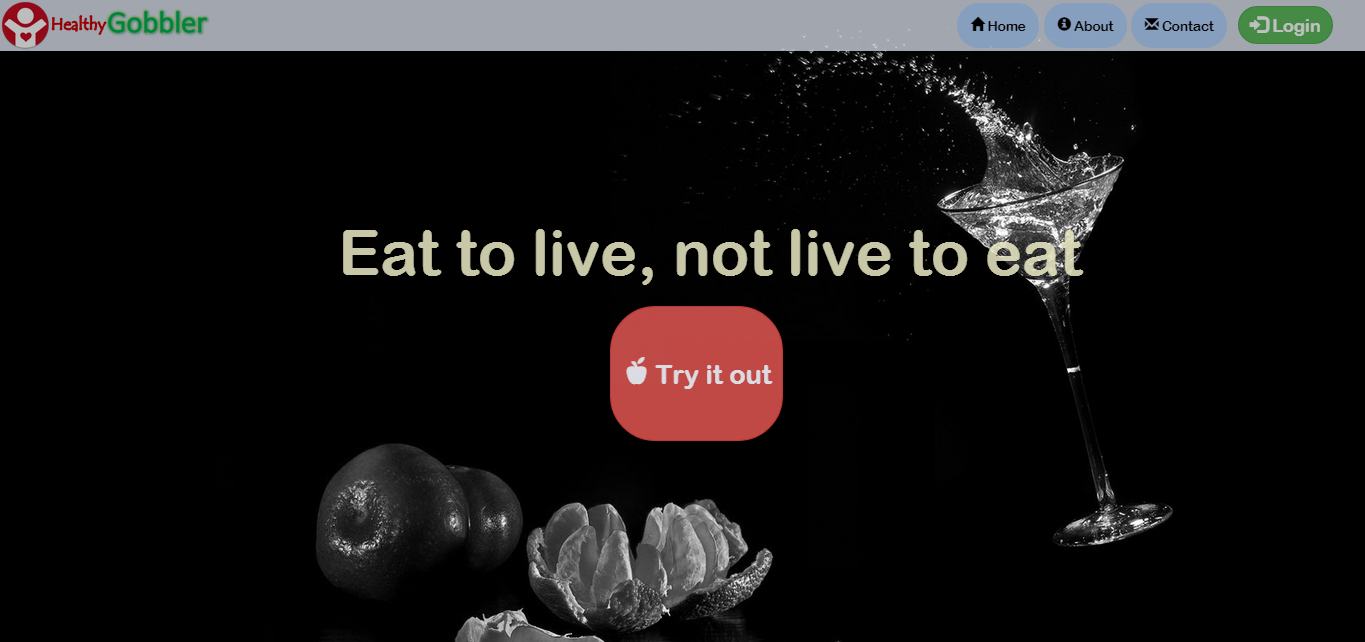 HealthyGobbler
Home
About
Contact
Login
Eat to live, not live to eat
Try it out